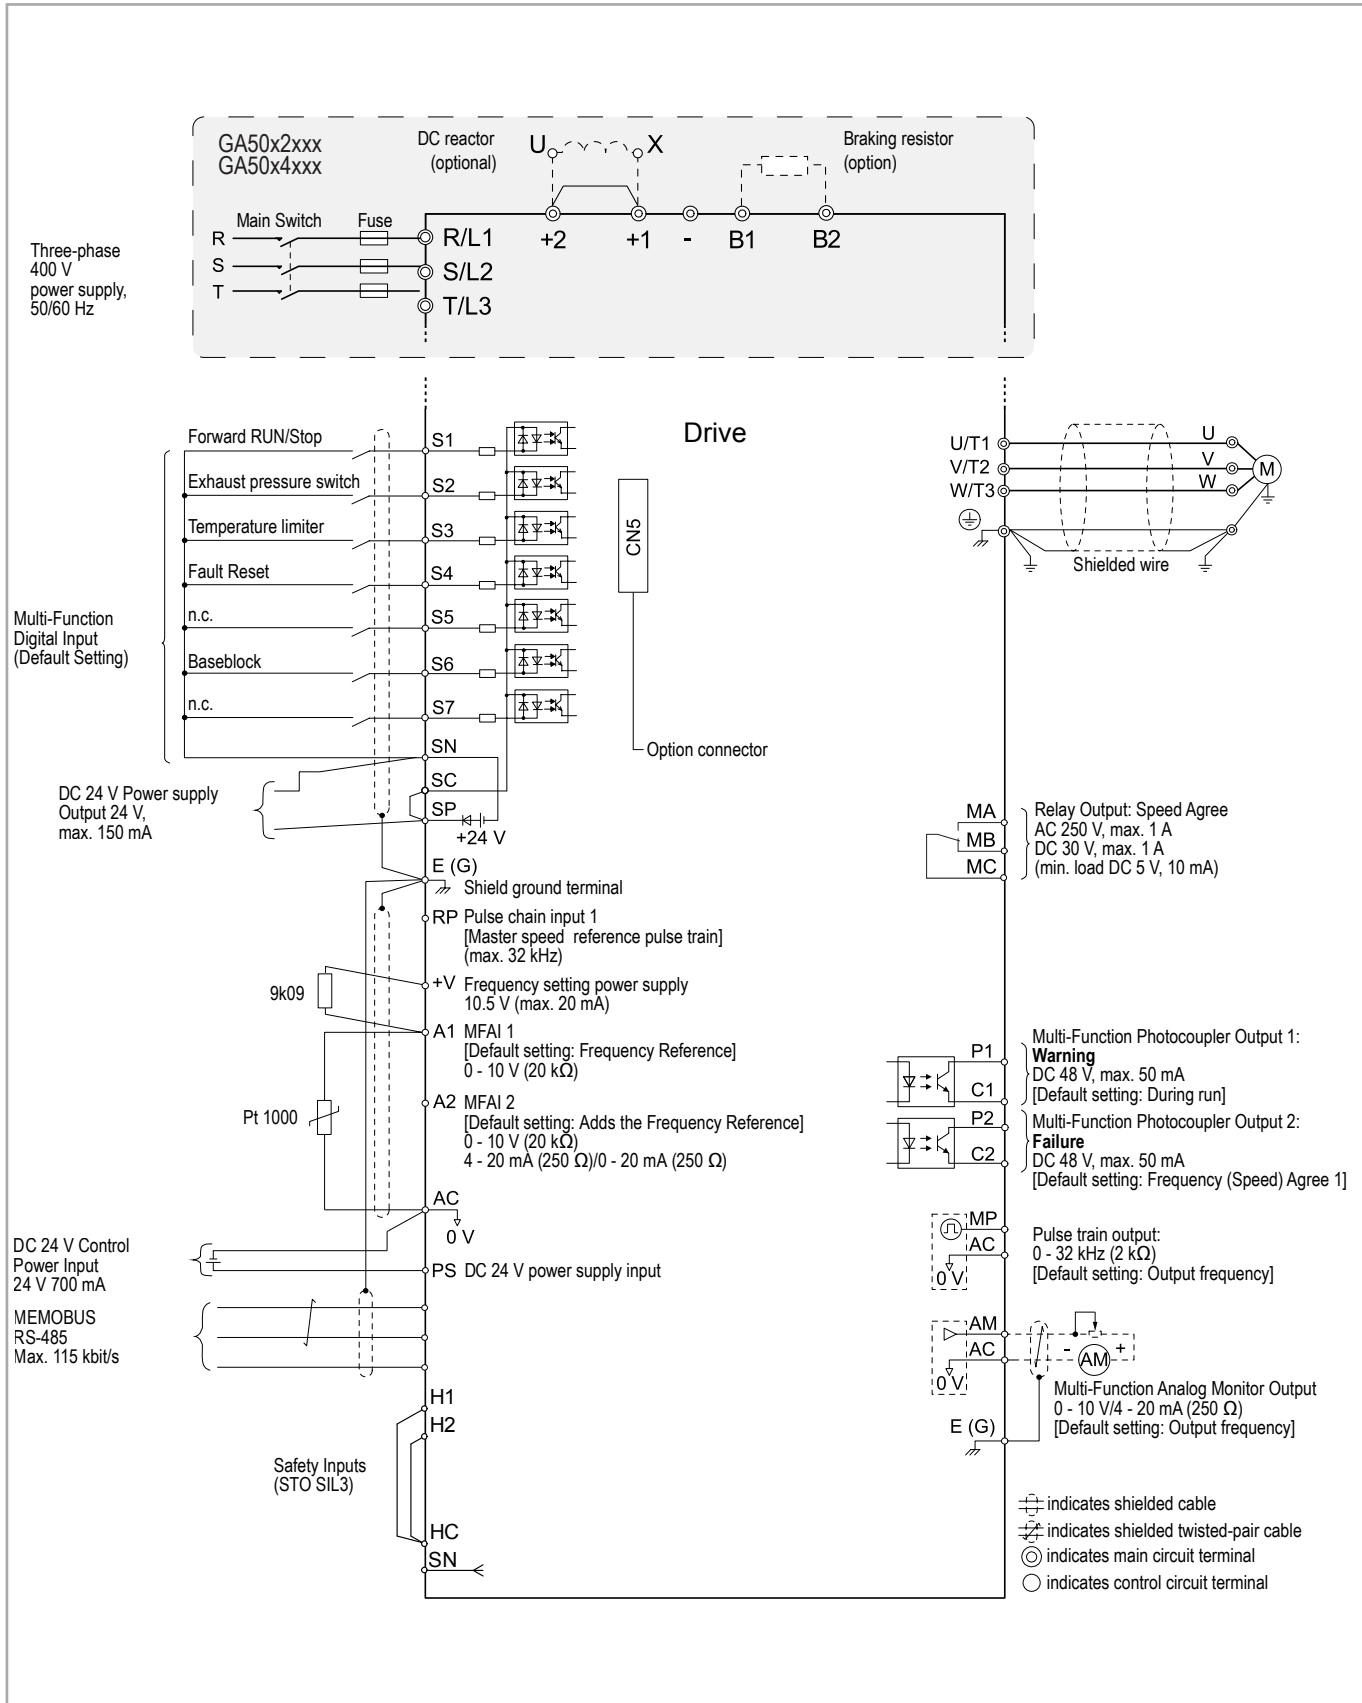 GA50x2xxx
GA50x4xxx
DC reactor
(optional)
U
X
Braking resistor
(option)
Main Switch
Fuse
R
S
T
R/L1
S/L2
T/L3
+2
+1
-
B1
B2
Three-phase
400 V
power supply,
50/60 Hz
Drive
Forward RUN/Stop
S1
Exhaust pressure switch
S2
Temperature limiter
S3
Fault Reset
S4
n.c.
S5
Baseblock
S6
n.c.
S7
Multi-Function
Digital Input
(Default Setting)
CN5
Option connector
SN
SC
SP
+24 V
DC 24 V Power supply
Output 24 V,
max. 150 mA
E (G)
Shield ground terminal
RP
Pulse chain input 1
[Master speed reference pulse train]
(max. 32 kHz)
9k09
+V
Frequency setting power supply
10.5 V (max. 20 mA)
A1
MFAI 1
[Default setting: Frequency Reference]
0 - 10 V (20 kΩ)
Pt 1000
A2
MFAI 2
[Default setting: Adds the Frequency Reference]
0 - 10 V (20 kΩ)
4 - 20 mA (250 Ω)/0 - 20 mA (250 Ω)
AC
0 V
DC 24 V Control
Power Input
24 V 700 mA
PS
DC 24 V power supply input
MEMOBUS
RS-485
Max. 115 kbit/s
H1
H2
Safety Inputs
(STO SIL3)
HC
SN
U/T1
V/T2
W/T3
U
V
W
M
Shielded wire
MA
MB
MC
Relay Output: Speed Agree
AC 250 V, max. 1 A
DC 30 V, max. 1 A
(min. load DC 5 V, 10 mA)
P1
C1
Multi-Function Photocoupler Output 1:
Warning
DC 48 V, max. 50 mA
[Default setting: During run]
P2
C2
Multi-Function Photocoupler Output 2:
Failure
DC 48 V, max. 50 mA
[Default setting: Frequency (Speed) Agree 1]
MP
AC
0 V
Pulse train output:
0 - 32 kHz (2 kΩ)
[Default setting: Output frequency]
AM
AC
0 V
-
AM
+
Multi-Function Analog Monitor Output
0 - 10 V/4 - 20 mA (250 Ω)
[Default setting: Output frequency]
E (G)
indicates shielded cable
indicates shielded twisted-pair cable
indicates main circuit terminal
indicates control circuit terminal